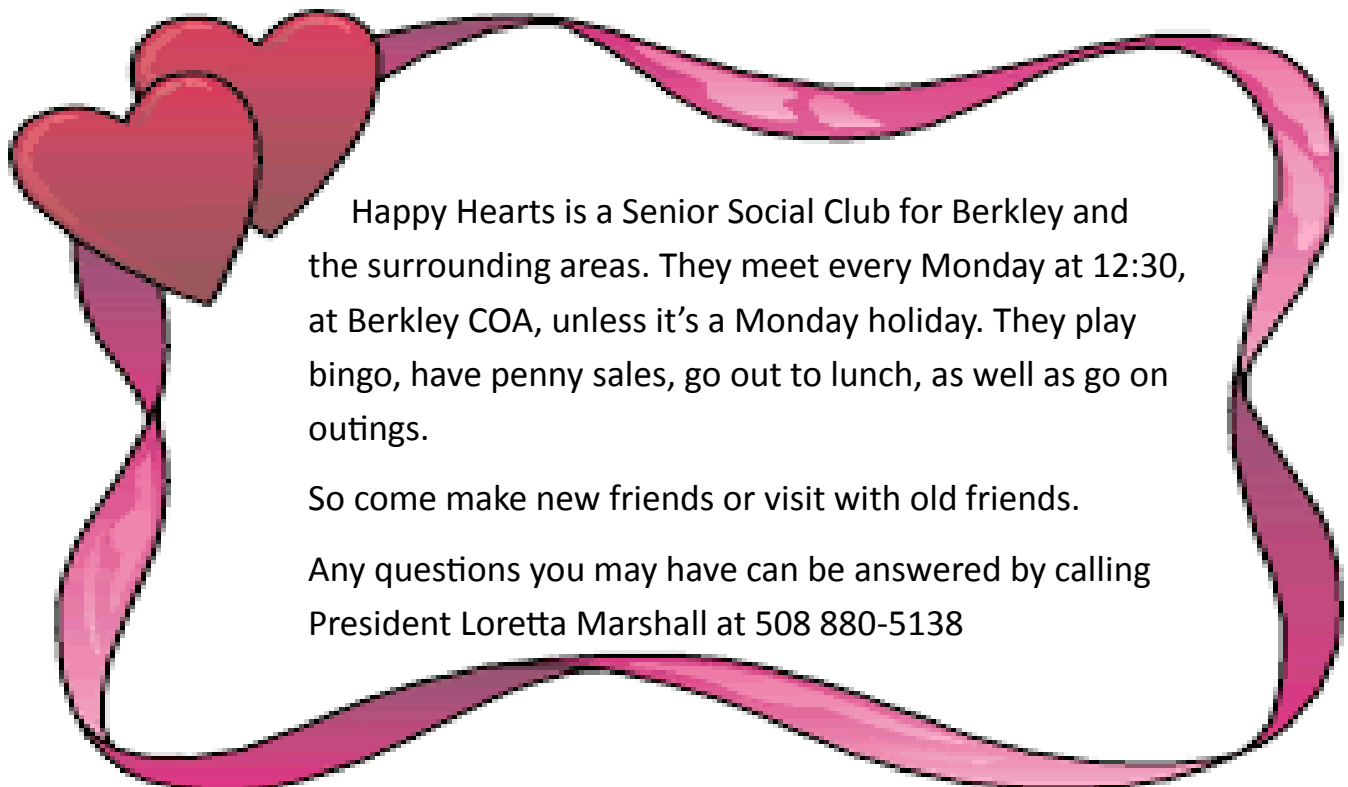 Happy Hearts is a Senior Social Club for Berkley and
the surrounding areas. They meet every Monday at 12:30,
at Berkley COA, unless it’s a Monday holiday. They play
bingo, have penny sales, go out to lunch, as well as go on
outings.
So come make new friends or visit with old friends.
Any questions you may have can be answered by calling
President Loretta Marshall at 508 880-5138